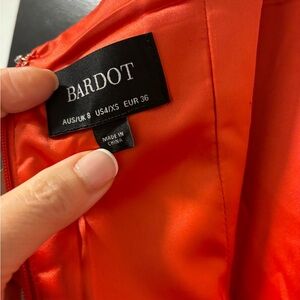 BARDOT
AUS/UK 8 US4/XS EUR 36
MADE IN
CHINA